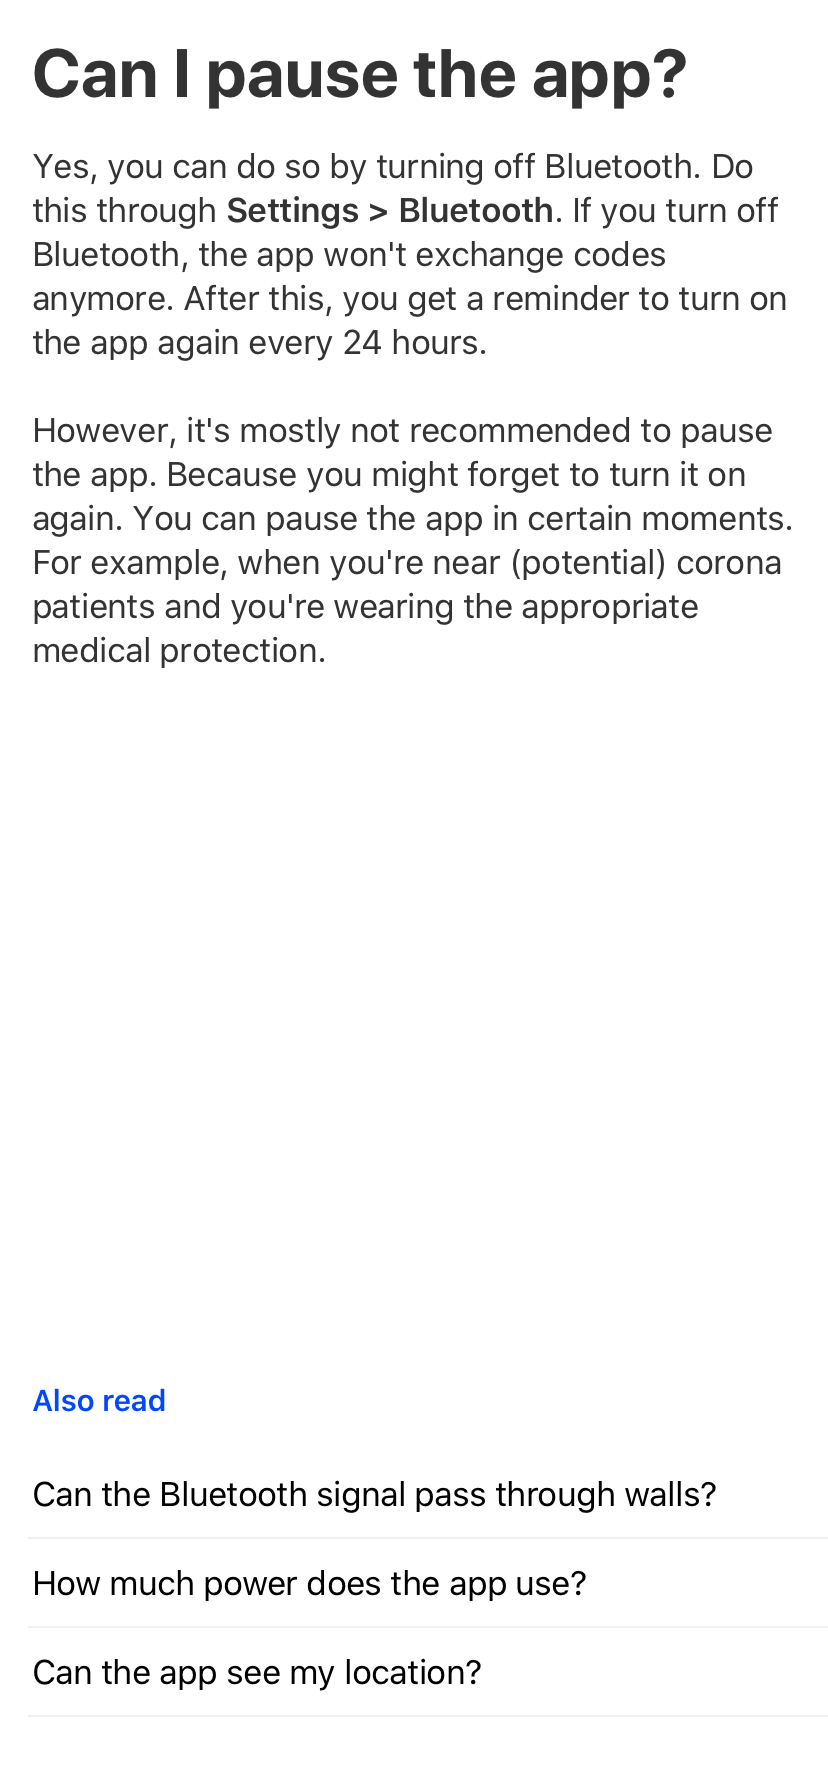 Can I pause the app?
Yes, you can do so by turning off Bluetooth. Do
this through Settings > Bluetooth. If you turn off
Bluetooth, the app won't exchange codes
anymore. After this, you get a reminder to turn on
the app again every 24 hours.
However, it's mostly not recommended to pause
the app. Because you might forget to turn it on
again. You can pause the app in certain moments.
For example, when you're near (potential) corona
patients and you're wearing the appropriate
medical protection.
Also read
Can the Bluetooth signal pass through walls?
How much power does the app use?
Can the app see my location?